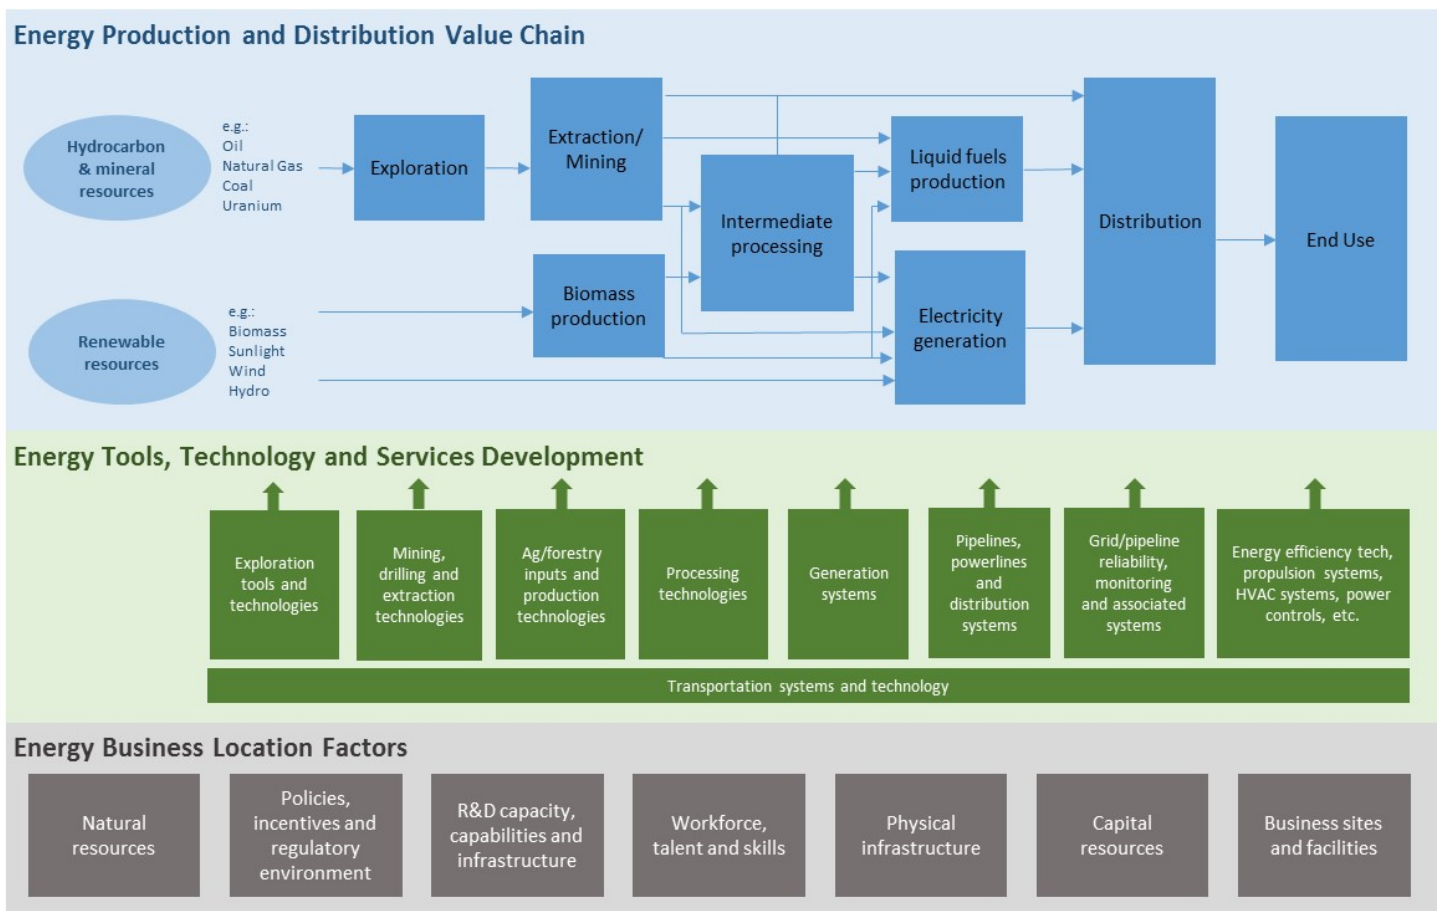 Energy Production and Distribution Value Chain
Hydrocarbon
& mineral
resources
e.g.:
Oil
Natural Gas
Coal
Uranium
Exploration
Extraction/
Mining
Intermediate
processing
Liquid fuels
production
Distribution
End Use
Renewable
resources
e.g.:
Biomass
Sunlight
Wind
Hydro
Biomass
production
Electricity
generation
Energy Tools, Technology and Services Development
Exploration
tools and
technologies
Mining,
drilling and
extraction
technologies
Ag/forestry
inputs and
production
technologies
Processing
technologies
Generation
systems
Pipelines,
powerlines
and
distribution
systems
Grid/pipeline
reliability,
monitoring
and associated
systems
Energy efficiency tech,
propulsion systems,
HVAC systems, power
controls, etc.
Transportation systems and technology
Energy Business Location Factors
Natural
resources
Policies,
incentives and
regulatory
environment
R&D capacity,
capabilities and
infrastructure
Workforce,
talent and skills
Physical
infrastructure
Capital
resources
Business sites
and facilities